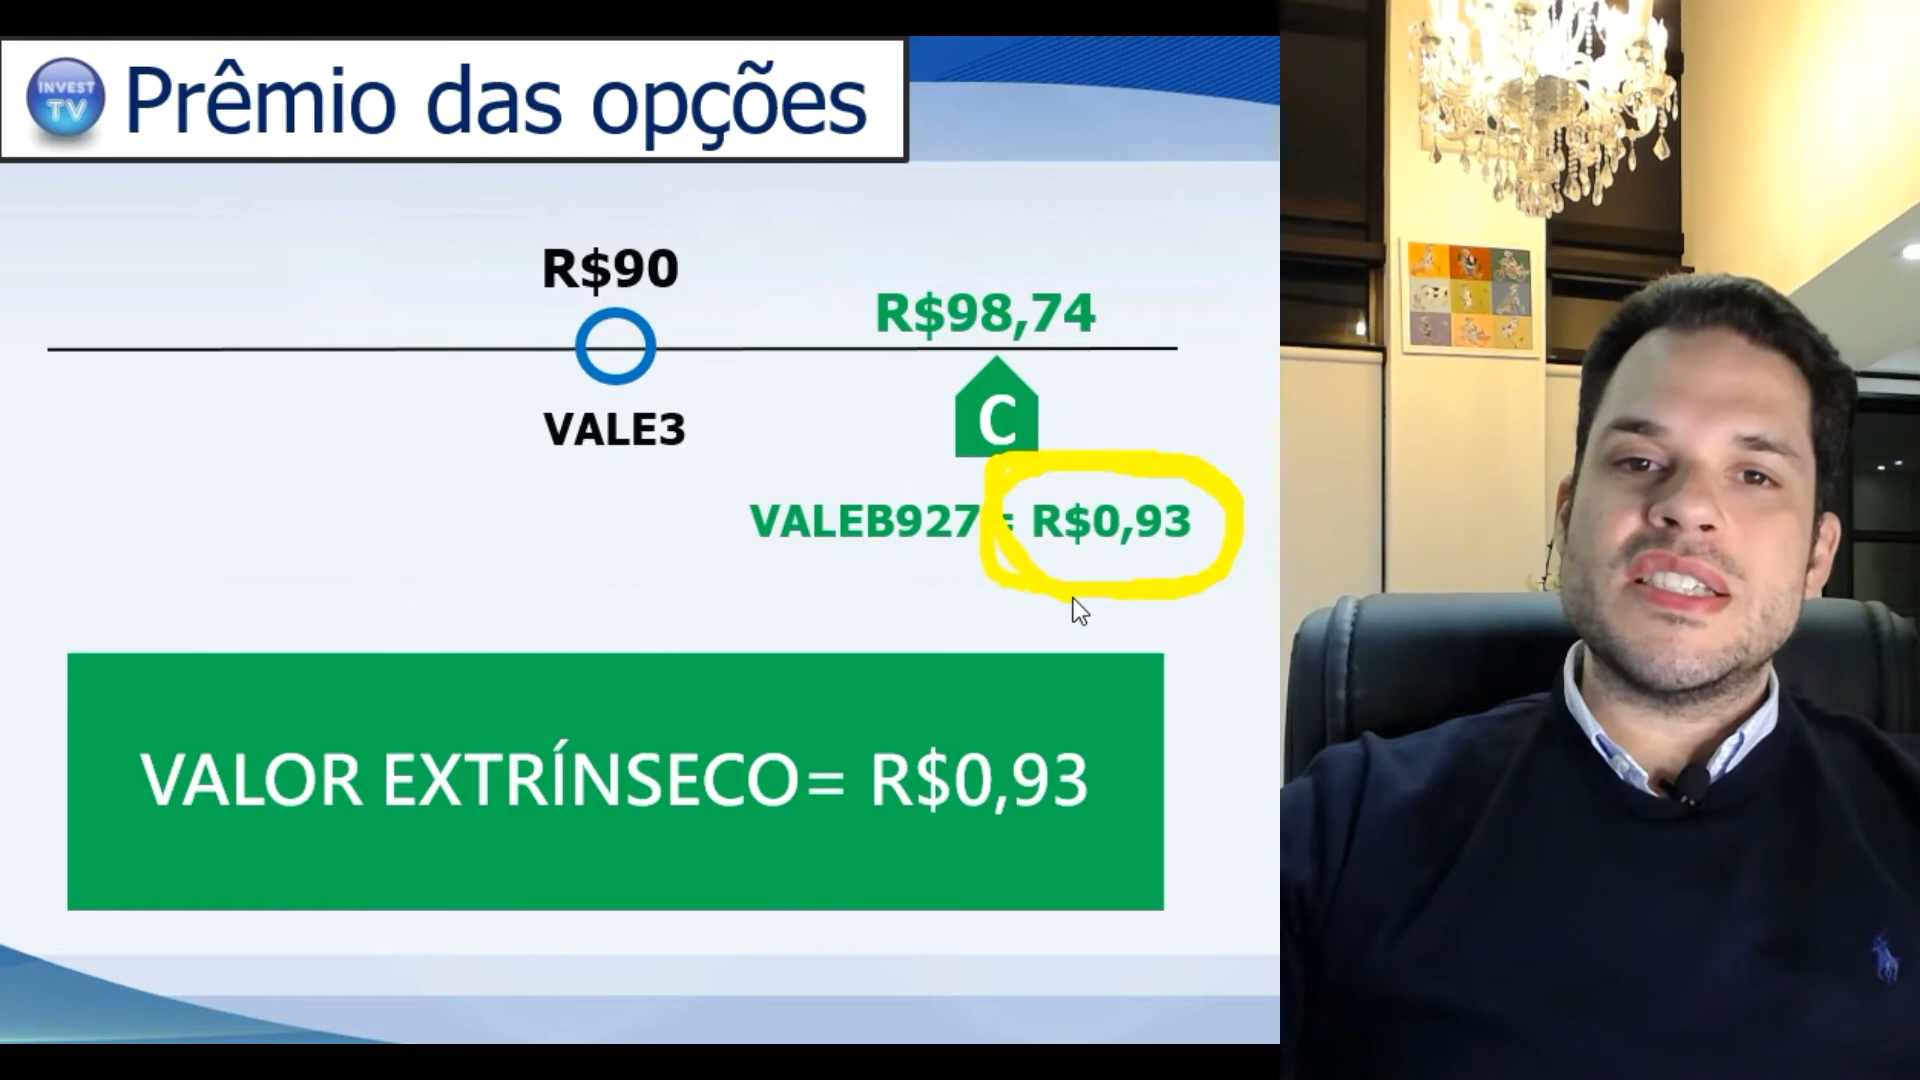 INVEST
TV
Prêmio das opções
R$90
R$98,74
VALE3
C
VALEB927 = R$0,93
VALOR EXTRÍNSECO= R$0,93